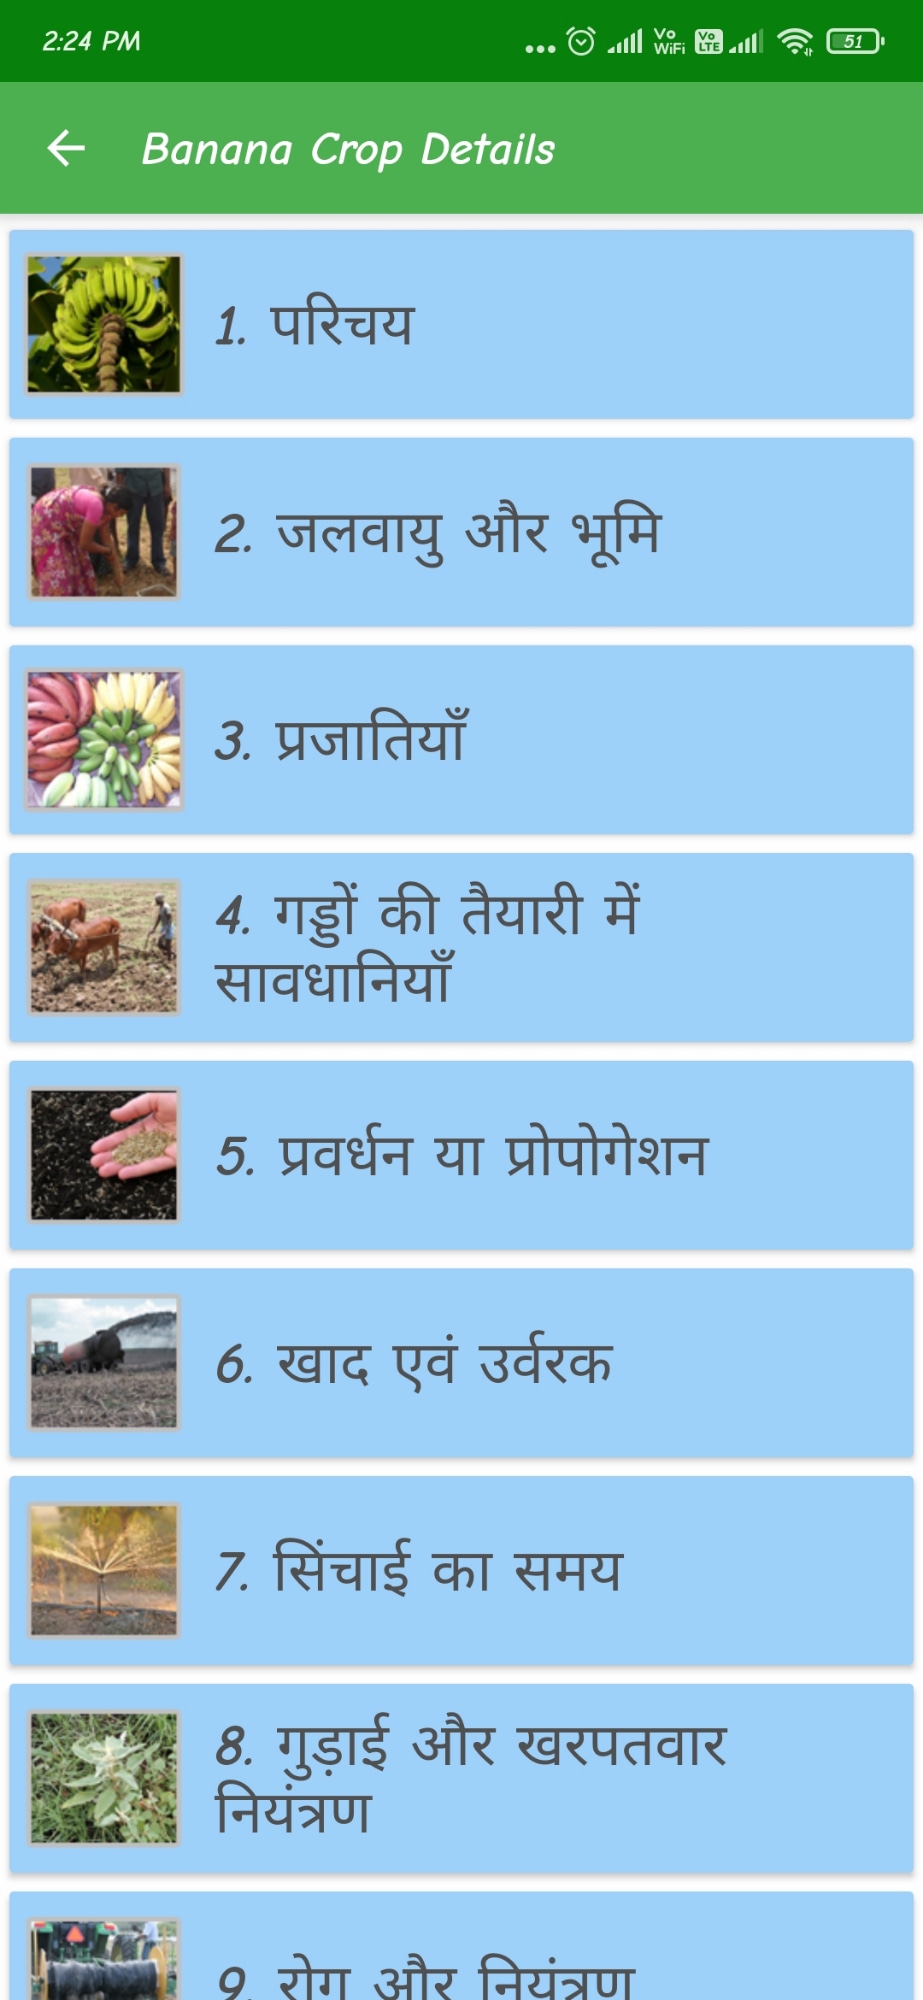 2:24 PM
Vo WiFi Vo LTE 51
Banana Crop Details
1. परिचय
2. जलवायु और भूमि
3. प्रजातियाँ
4. गड्डों की तैयारी में
सावधानियाँ
5. प्रवर्धन या प्रोपोगेशन
6. खाद एवं उर्वरक
7. सिंचाई का समय
8. गुड़ाई और खरपतवार
नियंत्रण
9. रोग और नियंत्रण